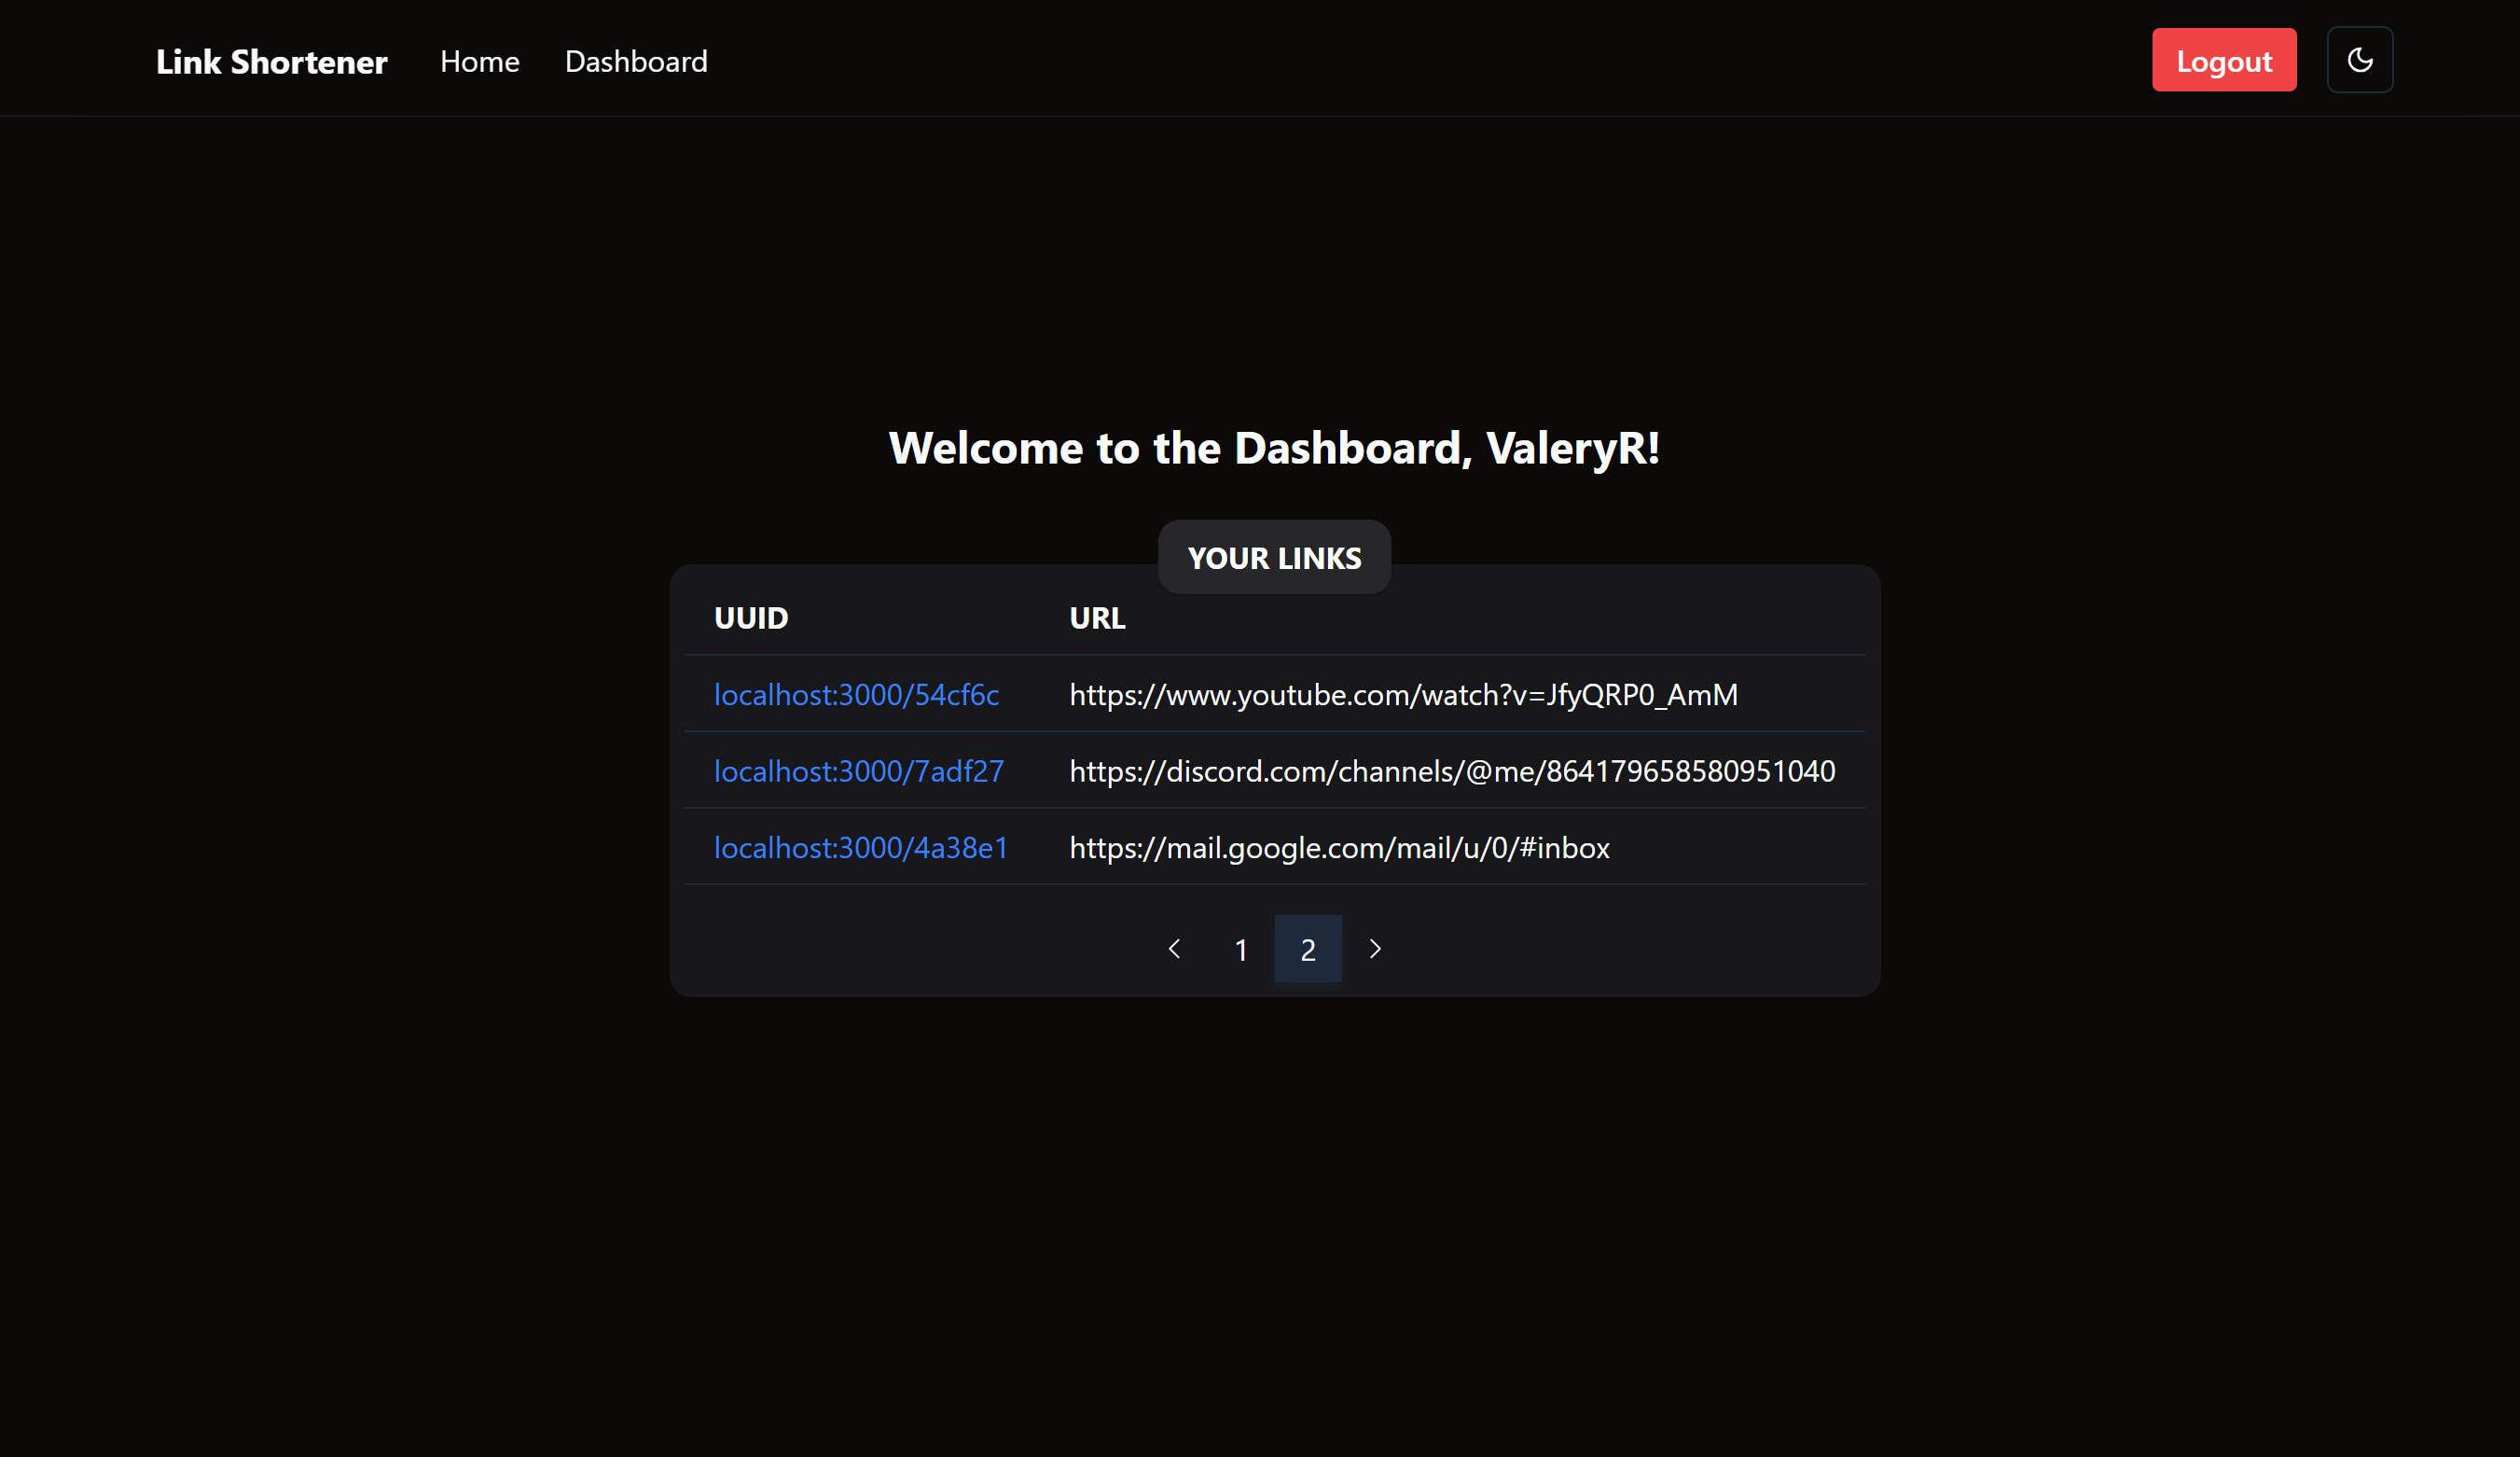 Link Shortener Home Dashboard Logout
Welcome to the Dashboard, ValeryR!
YOUR LINKS
UUID URL
localhost:3000/54cf6c https://www.youtube.com/watch?v=JfyQRP0_AmM
localhost:3000/7adf27 https://discord.com/channels/@me/864179658580951040
localhost:3000/4a38e1 https://mail.google.com/mail/u/0/#inbox
1 2